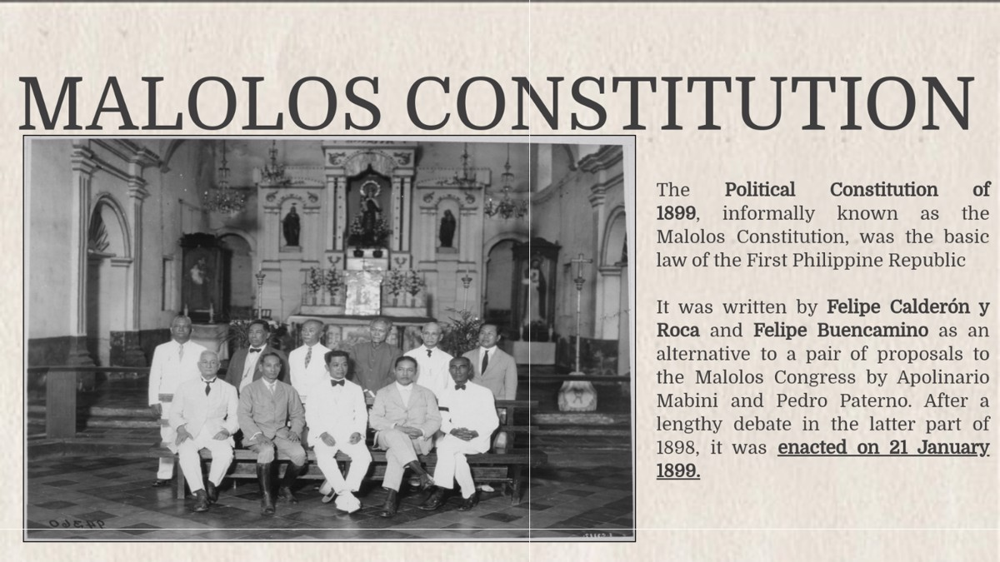 MALOLOS CONSTITUTION
The Political Constitution of
1899, informally known as the
Malolos Constitution, was the basic
law of the First Philippine Republic
It was written by Felipe Calderón y
Roca and Felipe Buencamino as an
alternative to a pair of proposals to
the Malolos Congress by Apolinario
Mabini and Pedro Paterno. After a
lengthy debate in the latter part of
1898, it was enacted on 21 January
1899.
94360